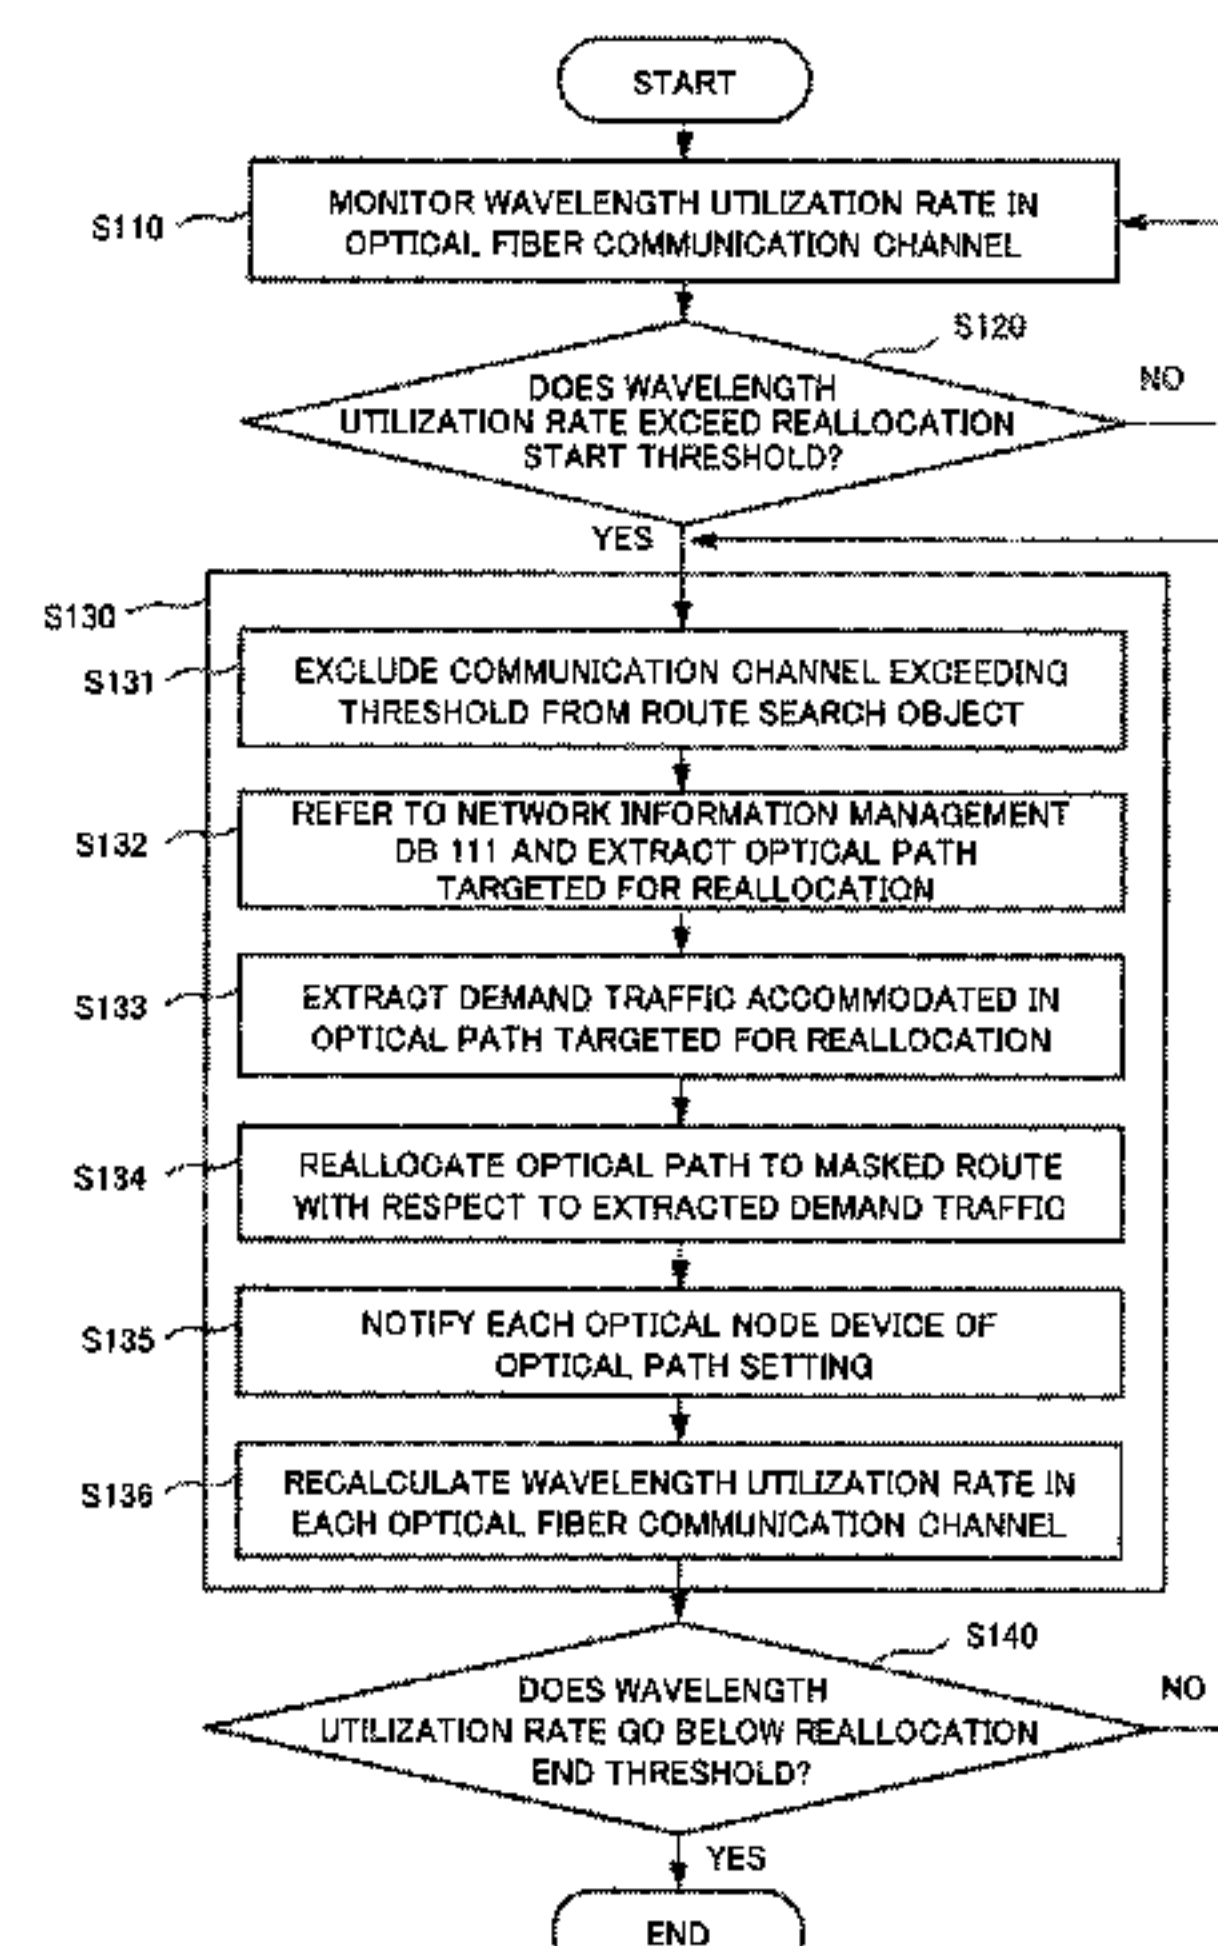 START
S110
MONITOR WAVELENGTH UTILIZATION RATE IN
OPTICAL FIBER COMMUNICATION CHANNEL
S120
DOES WAVELENGTH
UTILIZATION RATE EXCEED REALLOCATION
START THRESHOLD?
NO
YES
S130
S131
EXCLUDE COMMUNICATION CHANNEL EXCEEDING
THRESHOLD FROM ROUTE SEARCH OBJECT
S132
REFER TO NETWORK INFORMATION MANAGEMENT
DB 111 AND EXTRACT OPTICAL PATH
TARGETED FOR REALLOCATION
S133
EXTRACT DEMAND TRAFFIC ACCOMMODATED IN
OPTICAL PATH TARGETED FOR REALLOCATION
S134
REALLOCATE OPTICAL PATH TO MASKED ROUTE
WITH RESPECT TO EXTRACTED DEMAND TRAFFIC
S135
NOTIFY EACH OPTICAL NODE DEVICE OF
OPTICAL PATH SETTING
S136
RECALCULATE WAVELENGTH UTILIZATION RATE IN
EACH OPTICAL FIBER COMMUNICATION CHANNEL
S140
DOES WAVELENGTH
UTILIZATION RATE GO BELOW REALLOCATION
END THRESHOLD?
NO
YES
END